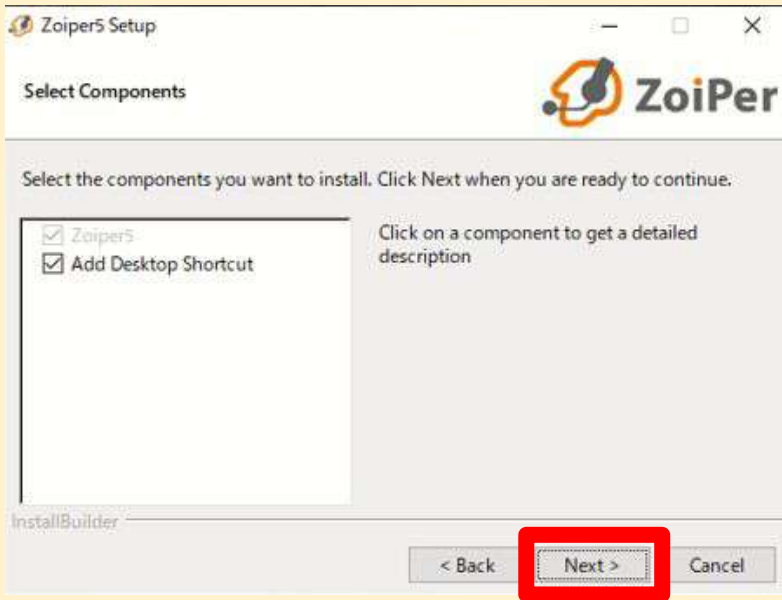 Zoiper5 Setup
Select Components
ZoiPer
Select the components you want to install. Click Next when you are ready to continue.
Zoiper5
Add Desktop Shortcut
Click on a component to get a detailed
description
InstallBuilder
< Back
Next >
Cancel